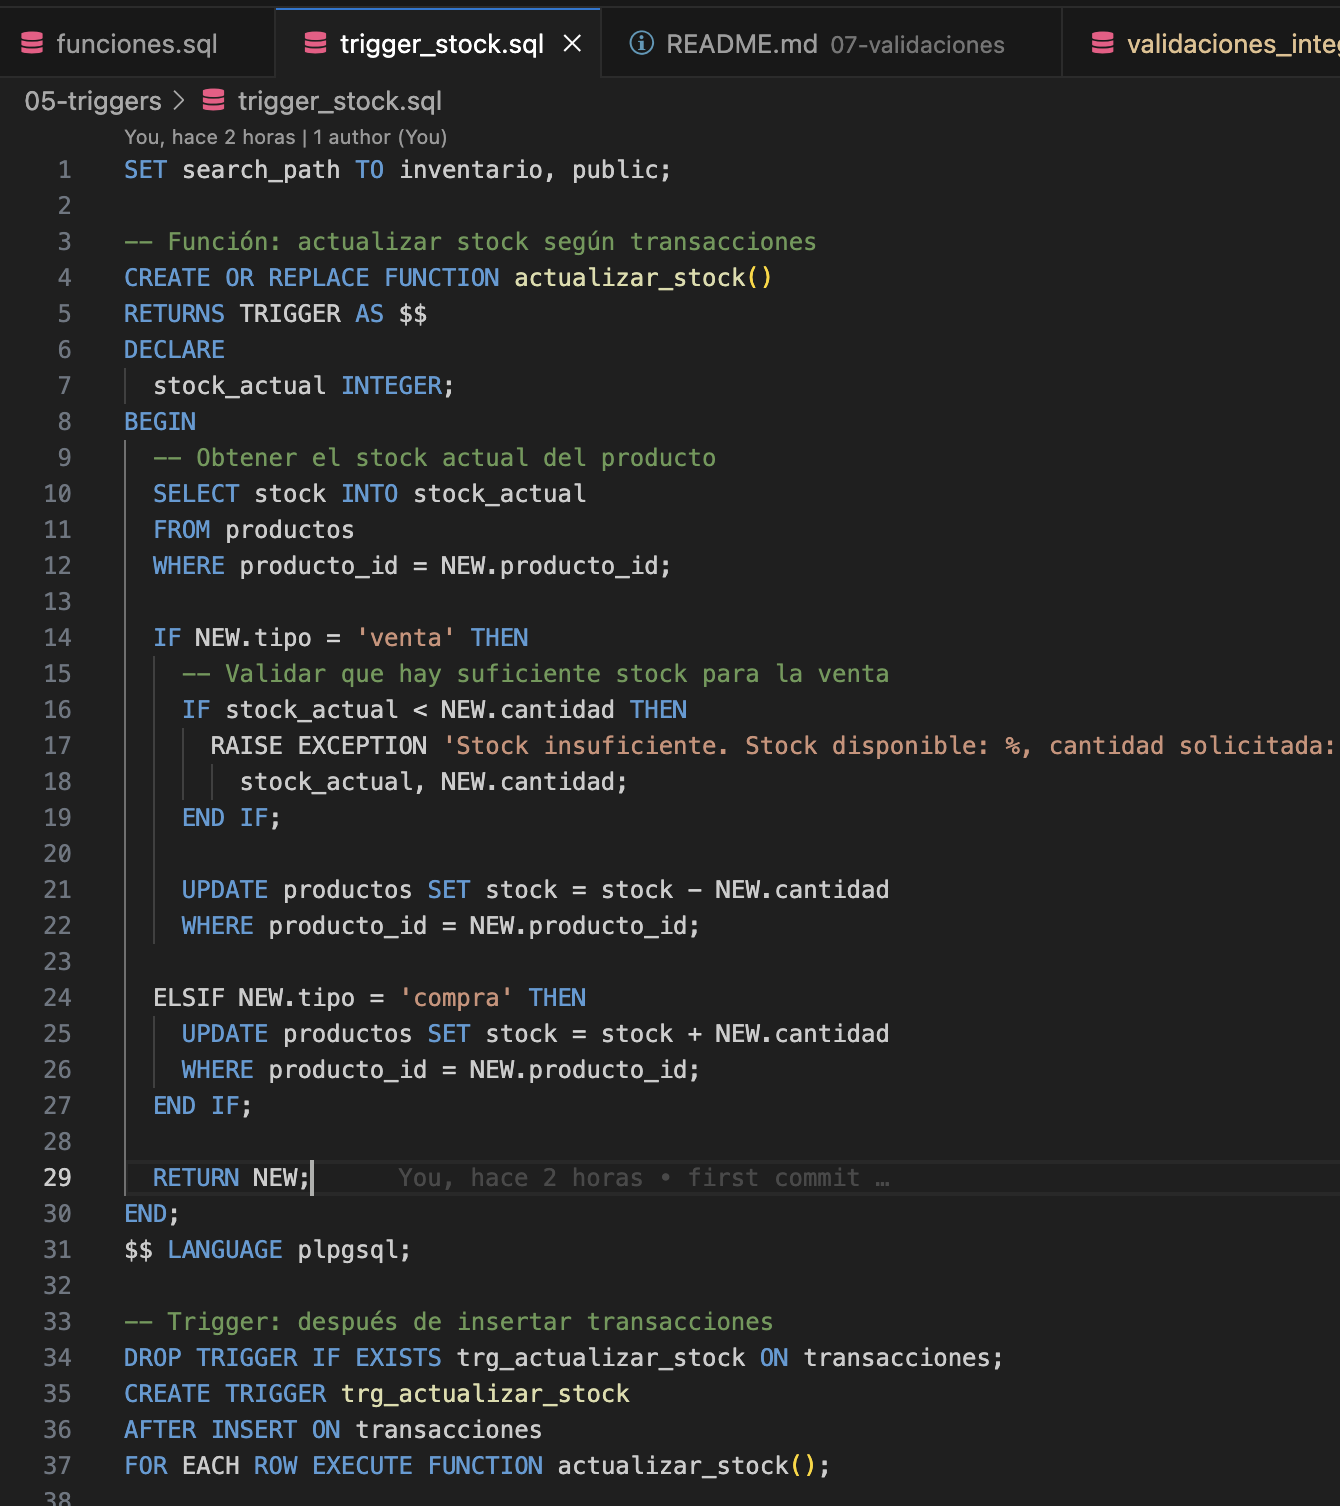 funciones.sql
trigger_stock.sql
README.md 07-validaciones
validaciones_integ
05-triggers > trigger_stock.sql
You, hace 2 horas | 1 author (You)
1 SET search_path TO inventario, public;
2
3 -- Función: actualizar stock según transacciones
4 CREATE OR REPLACE FUNCTION actualizar_stock()
5 RETURNS TRIGGER AS $$
6 DECLARE
7 stock_actual INTEGER;
8 BEGIN
9 -- Obtener el stock actual del producto
10 SELECT stock INTO stock_actual
11 FROM productos
12 WHERE producto_id = NEW.producto_id;
13
14 IF NEW.tipo = 'venta' THEN
15 -- Validar que hay suficiente stock para la venta
16 IF stock_actual < NEW.cantidad THEN
17 RAISE EXCEPTION 'Stock insuficiente. Stock disponible: %, cantidad solicitada:
18 stock_actual, NEW.cantidad;
19 END IF;
20
21 UPDATE productos SET stock = stock - NEW.cantidad
22 WHERE producto_id = NEW.producto_id;
23
24 ELSIF NEW.tipo = 'compra' THEN
25 UPDATE productos SET stock = stock + NEW.cantidad
26 WHERE producto_id = NEW.producto_id;
27 END IF;
28
29 RETURN NEW; You, hace 2 horas • first commit …
30 END;
31 $$ LANGUAGE plpgsql;
32
33 -- Trigger: después de insertar transacciones
34 DROP TRIGGER IF EXISTS trg_actualizar_stock ON transacciones;
35 CREATE TRIGGER trg_actualizar_stock
36 AFTER INSERT ON transacciones
37 FOR EACH ROW EXECUTE FUNCTION actualizar_stock();
38